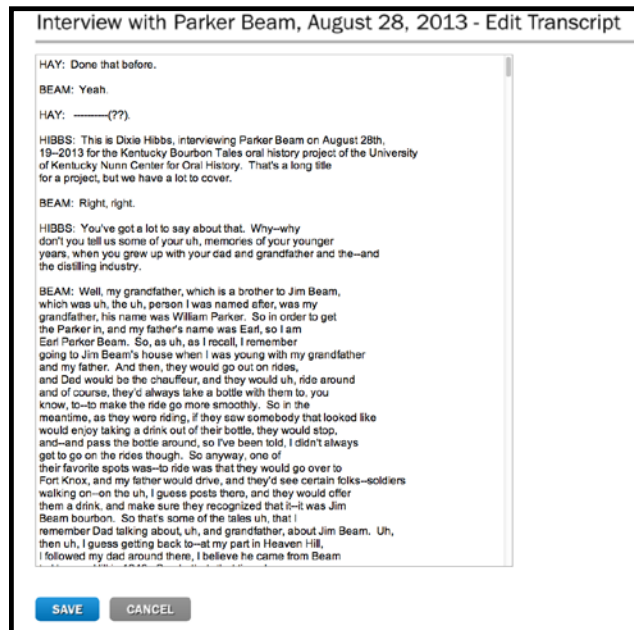 Interview with Parker Beam, August 28, 2013 - Edit Transcript
HAY: Done that before.
BEAM: Yeah.
HAY: ----------(??).
HIBBS: This is Dixie Hibbs, interviewing Parker Beam on August 28th,
19--2013 for the Kentucky Bourbon Tales oral history project of the University
of Kentucky Nunn Center for Oral History. That's a long title
for a project, but we have a lot to cover.
BEAM: Right, right.
HIBBS: You've got a lot to say about that. Why--why
don't you tell us some of your uh, memories of your younger
years, when you grew up with your dad and grandfather and the--and
the distilling industry.
BEAM: Well, my grandfather, which is a brother to Jim Beam,
which was uh, the uh, person I was named after, was my
grandfather, his name was William Parker. So in order to get
the Parker in, and my father's name was Earl, so I am
Earl Parker Beam. So, as uh, as I recall, I remember
going to Jim Beam's house when I was young with my grandfather
and my father. And then, they would go out on rides,
and Dad would be the chauffeur, and they would uh, ride around
and of course, they'd always take a bottle with them to, you
know, to--to make the ride go more smoothly. So in the
meantime, as they were riding, if they saw somebody that looked like
would enjoy taking a drink out of their bottle, they would stop,
and--and pass the bottle around, so I've been told, I didn't always
get to go on the rides though. So anyway, one of
their favorite spots was--to ride was that they would go over to
Fort Knox, and my father would drive, and they'd see certain folks--soldiers
walking on--on the uh, I guess posts there, and they would offer
them a drink, and make sure they recognized that it--it was Jim
Beam bourbon. So that's some of the tales uh, that I
remember Dad talking about, uh, and grandfather, about Jim Beam. Uh,
then uh, I guess getting back to--at my part in Heaven Hill,
I followed my dad around there, I believe he came from Beam
SAVE CANCEL